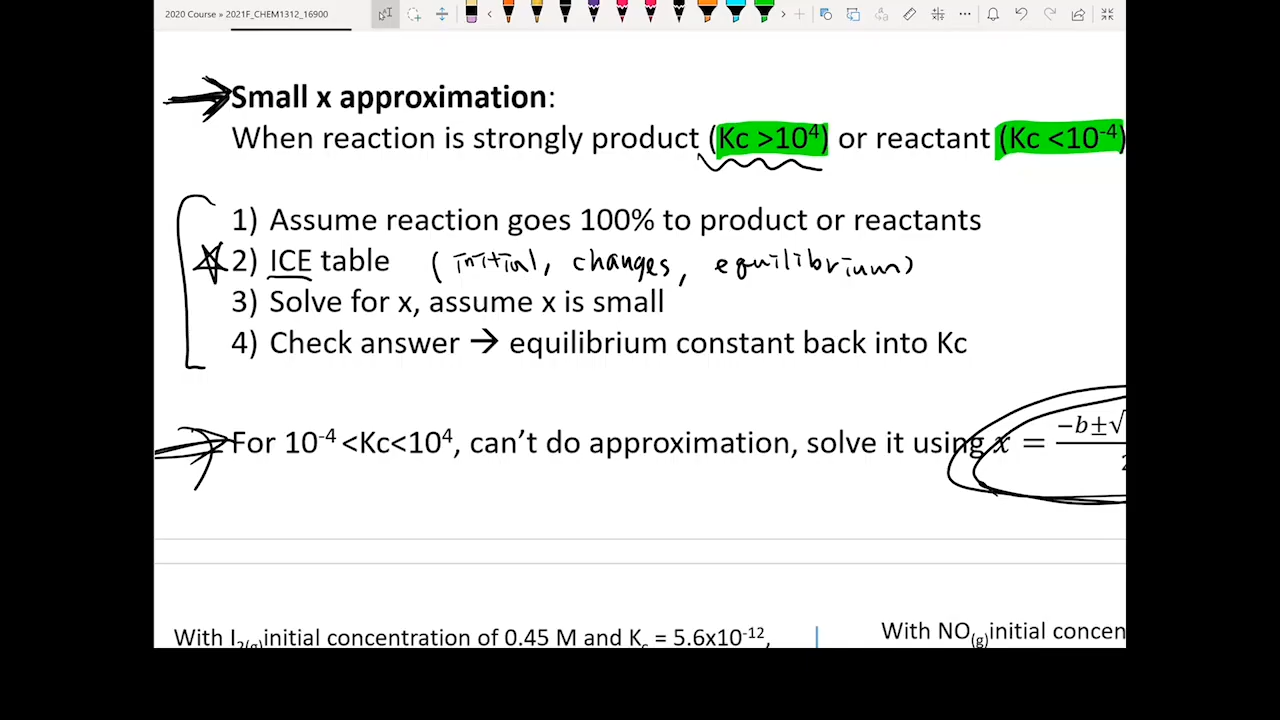 2020 Course » 2021F_CHEM1312_16900
Small x approximation:
When reaction is strongly product (Kc >10⁴) or reactant (Kc <10⁻⁴)
1) Assume reaction goes 100% to product or reactants
2) ICE table (initial, changes, equilibrium)
3) Solve for x, assume x is small
4) Check answer → equilibrium constant back into Kc
For 10⁻⁴ <Kc<10⁴, can't do approximation, solve it using x = −b±√
With I₂₍g₎initial concentration of 0.45 M and Kc = 5.6x10⁻¹²,
With NO(g)initial concen